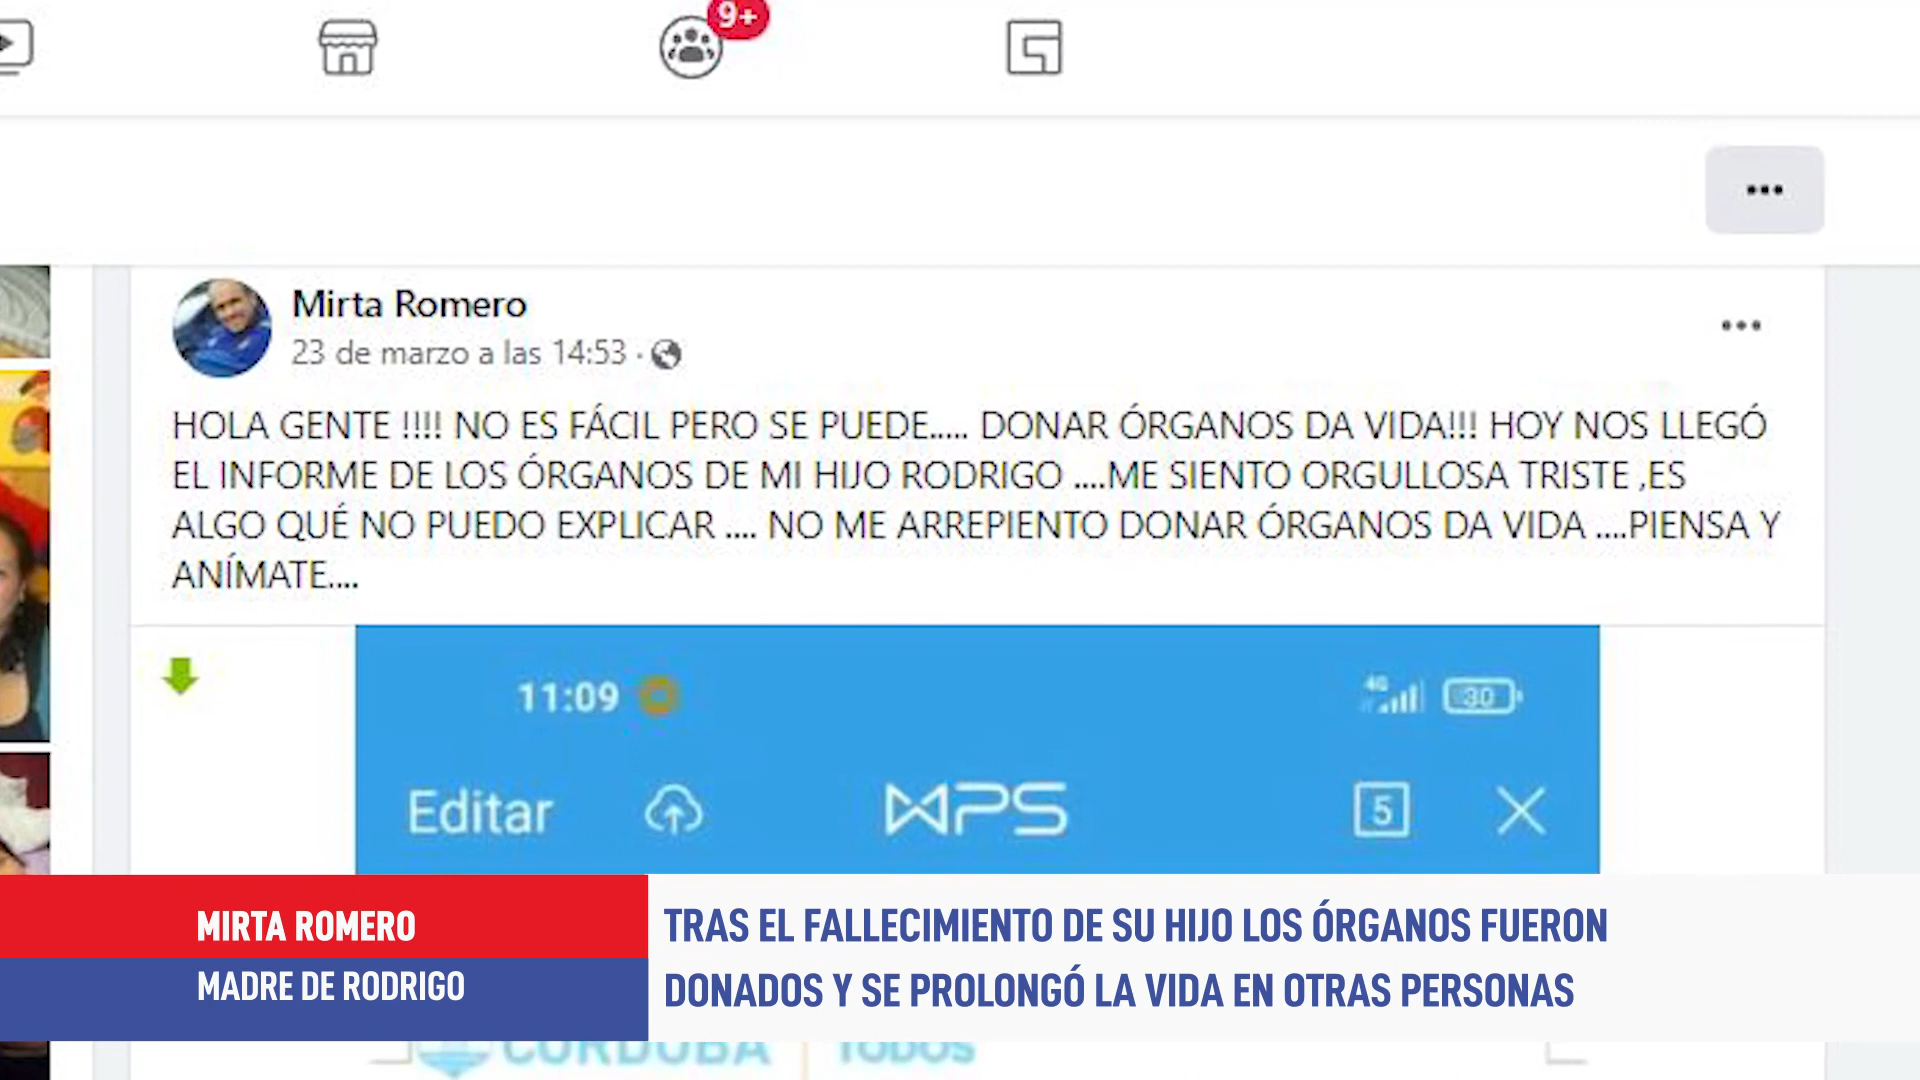 9+
Mirta Romero
23 de marzo a las 14:53 ·
HOLA GENTE !!!! NO ES FÁCIL PERO SE PUEDE..... DONAR ÓRGANOS DA VIDA!!! HOY NOS LLEGÓ
EL INFORME DE LOS ÓRGANOS DE MI HIJO RODRIGO ....ME SIENTO ORGULLOSA TRISTE ,ES
ALGO QUÉ NO PUEDO EXPLICAR .... NO ME ARREPIENTO DONAR ÓRGANOS DA VIDA ....PIENSA Y
ANÍMATE....
11:09 4G 30
Editar WPS 5
MIRTA ROMERO
MADRE DE RODRIGO
TRAS EL FALLECIMIENTO DE SU HIJO LOS ÓRGANOS FUERON
DONADOS Y SE PROLONGÓ LA VIDA EN OTRAS PERSONAS
CÓRDOBA TODOS